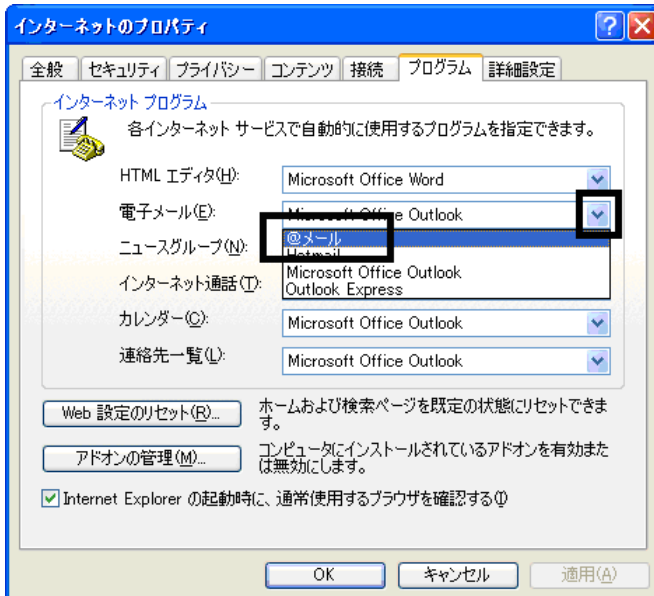 インターネットのプロパティ
全般 セキュリティ プライバシー コンテンツ 接続 プログラム 詳細設定
インターネット プログラム
各インターネット サービスで自動的に使用するプログラムを指定できます。
HTML エディタ(H): Microsoft Office Word
電子メール(E): Microsoft Office Outlook
@メール
ニュースグループ(N): Hotmail
Microsoft Office Outlook
インターネット通話(T): Outlook Express
カレンダー(C): Microsoft Office Outlook
連絡先一覧(L): Microsoft Office Outlook
Web 設定のリセット(R)... ホームおよび検索ページを既定の状態にリセットできま
す。
アドオンの管理(M)... コンピュータにインストールされているアドオンを有効また
は無効にします。
Internet Explorer の起動時に、通常使用するブラウザを確認する(I)
OK キャンセル 適用(A)